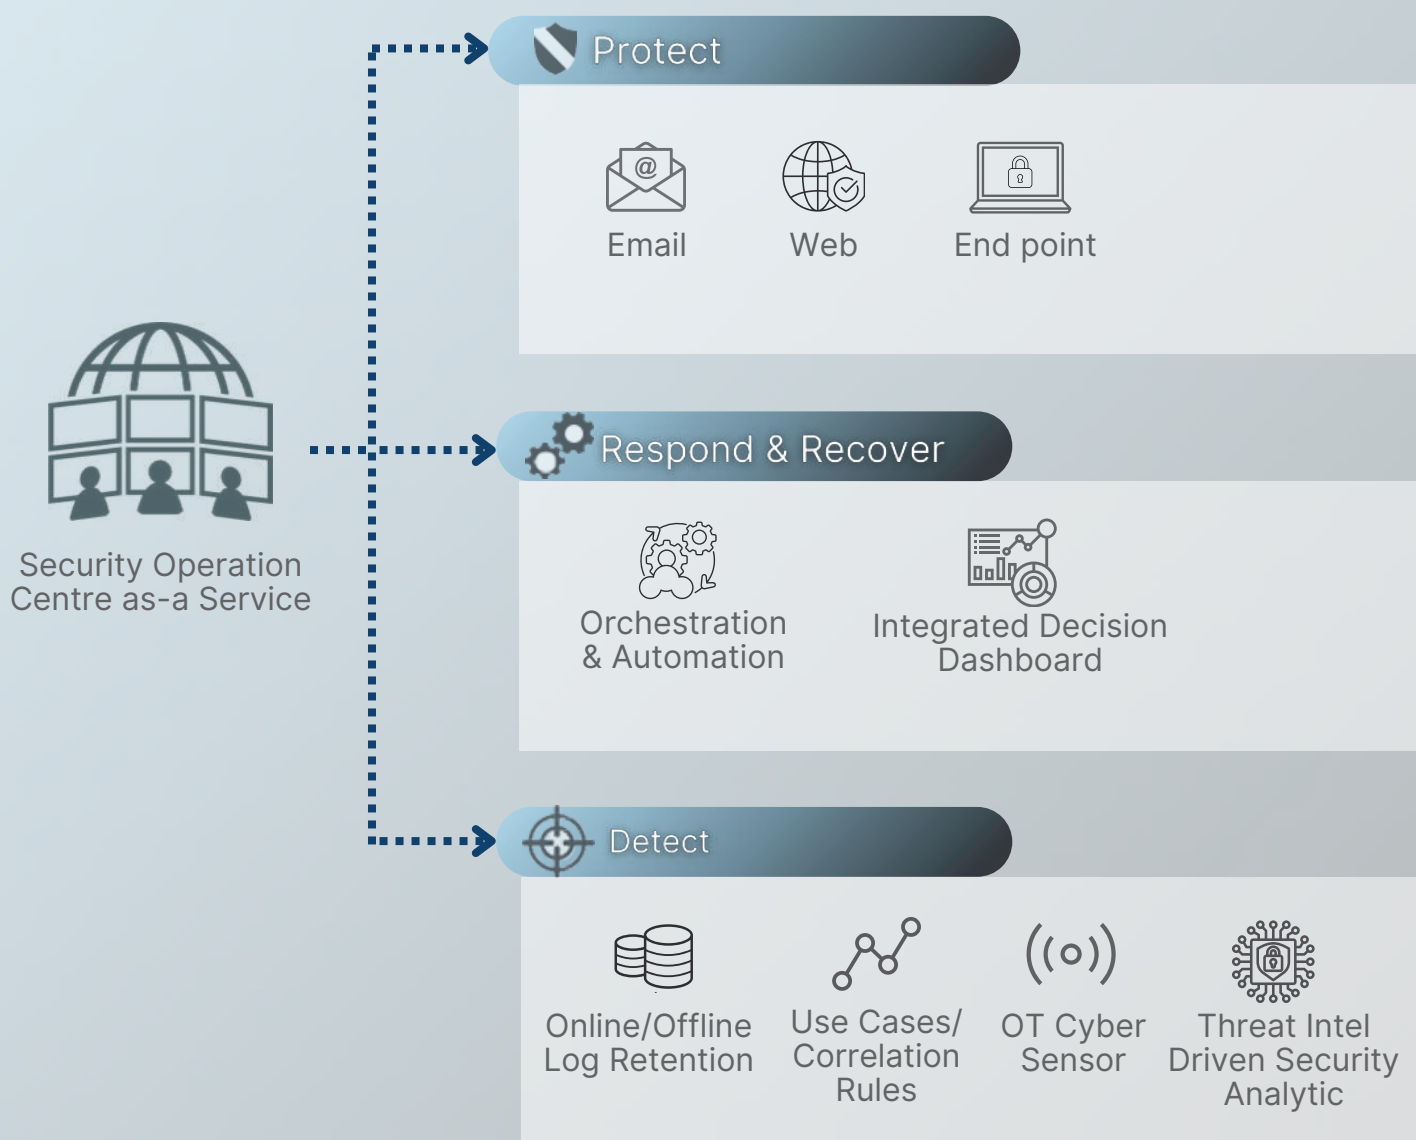 Protect
@
Email
Web
End point
Security Operation
Centre as-a Service
Respond & Recover
Orchestration
& Automation
Integrated Decision
Dashboard
Detect
Online/Offline
Log Retention
Use Cases/
Correlation
Rules
OT Cyber
Sensor
Threat Intel
Driven Security
Analytic